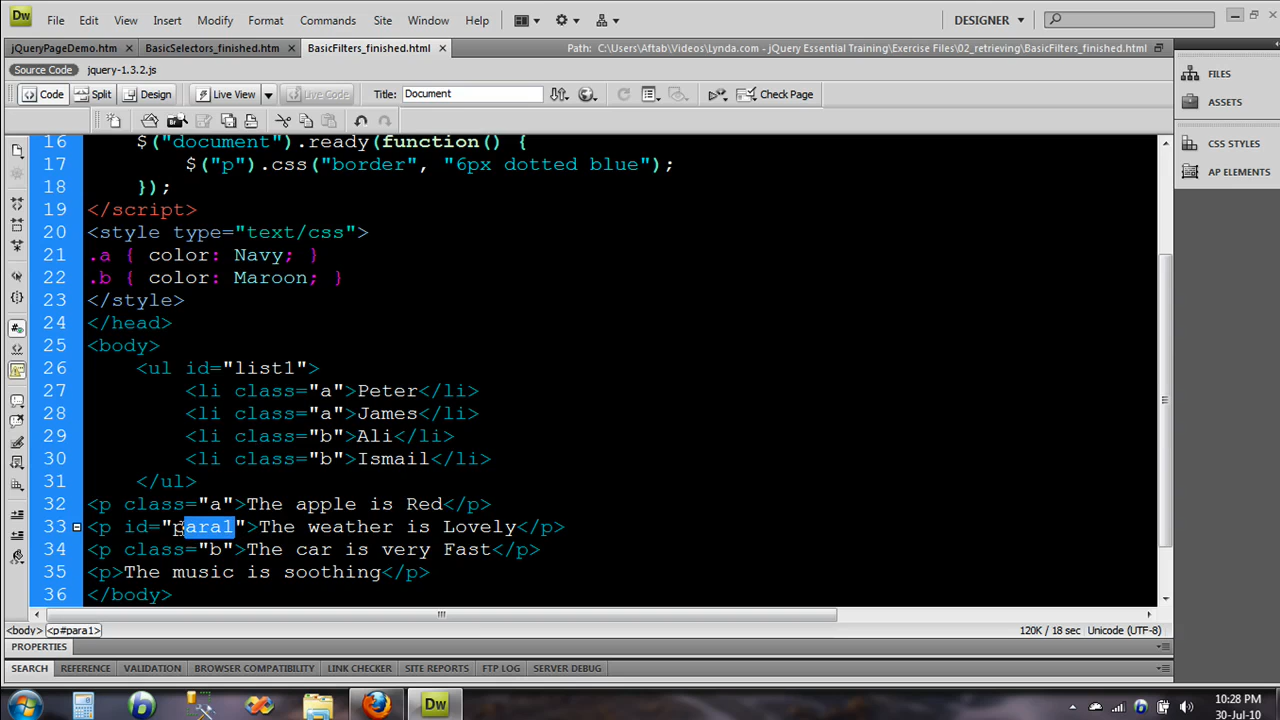 Dw File Edit View Insert Modify Format Commands Site Window Help DESIGNER
jQueryPageDemo.htm × BasicSelectors_finished.htm × BasicFilters_finished.html × Path: C:\Users\Aftab\Videos\Lynda.com - jQuery Essential Training\Exercise Files\02_retrieving\BasicFilters_finished.html
Source Code jquery-1.3.2.js
Code Split Design Live View Live Code Title: Document Check Page
16 $("document").ready(function() {
17 $("p").css("border", "6px dotted blue");
18 });
19 </script>
20 <style type="text/css">
21 .a { color: Navy; }
22 .b { color: Maroon; }
23 </style>
24 </head>
25 <body>
26 <ul id="list1">
27 <li class="a">Peter</li>
28 <li class="a">James</li>
29 <li class="b">Ali</li>
30 <li class="b">Ismail</li>
31 </ul>
32 <p class="a">The apple is Red</p>
33 <p id="para1">The weather is Lovely</p>
34 <p class="b">The car is very Fast</p>
35 <p>The music is soothing</p>
36 </body>
<body> <p#para1> 120K / 18 sec Unicode (UTF-8)
PROPERTIES
SEARCH REFERENCE VALIDATION BROWSER COMPATIBILITY LINK CHECKER SITE REPORTS FTP LOG SERVER DEBUG
FILES
ASSETS
CSS STYLES
AP ELEMENTS
Dw
10:28 PM
30-Jul-10